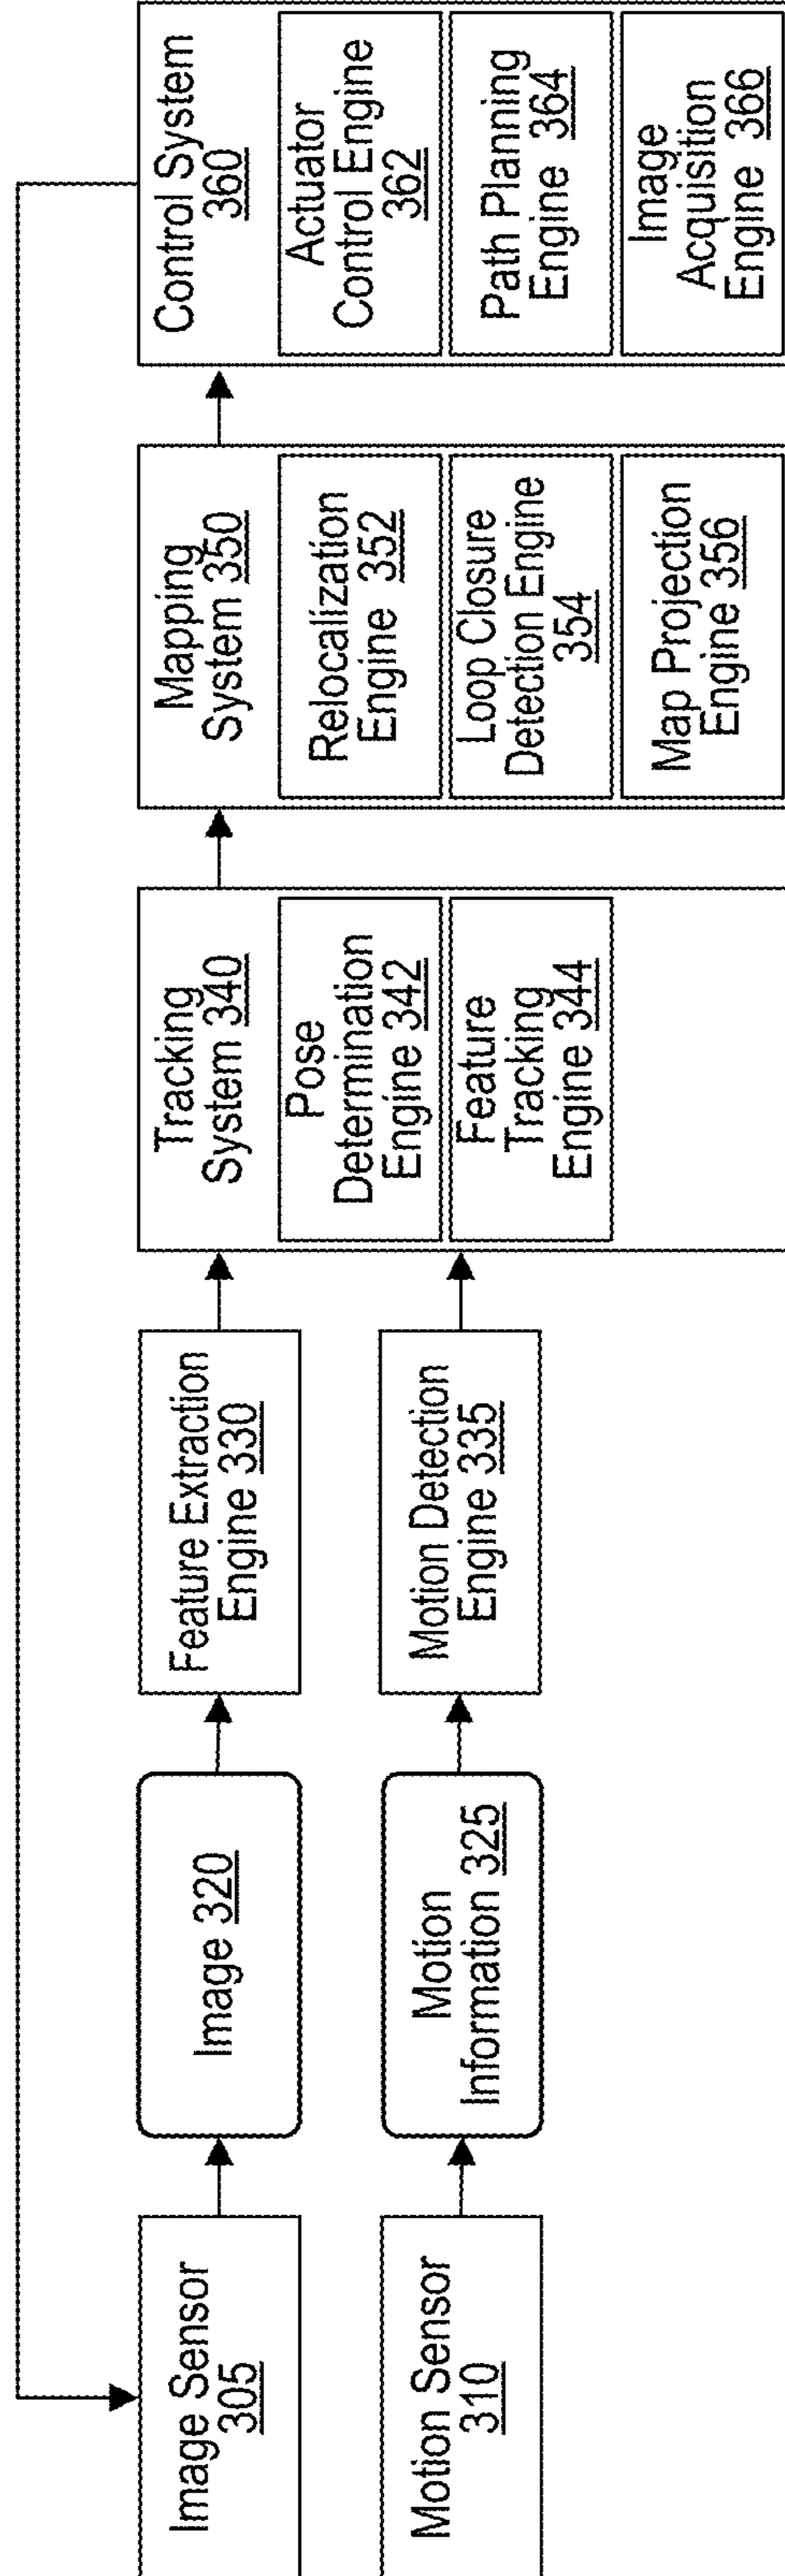 Image Sensor
305
Image 320
Feature Extraction
Engine 330
Tracking
System 340
Pose
Determination
Engine 342
Feature
Tracking
Engine 344
Mapping
System 350
Relocalization
Engine 352
Loop Closure
Detection Engine
354
Map Projection
Engine 356
Control System
360
Actuator
Control Engine
362
Path Planning
Engine 364
Image
Acquisition
Engine 366
Motion Sensor
310
Motion
Information 325
Motion Detection
Engine 335